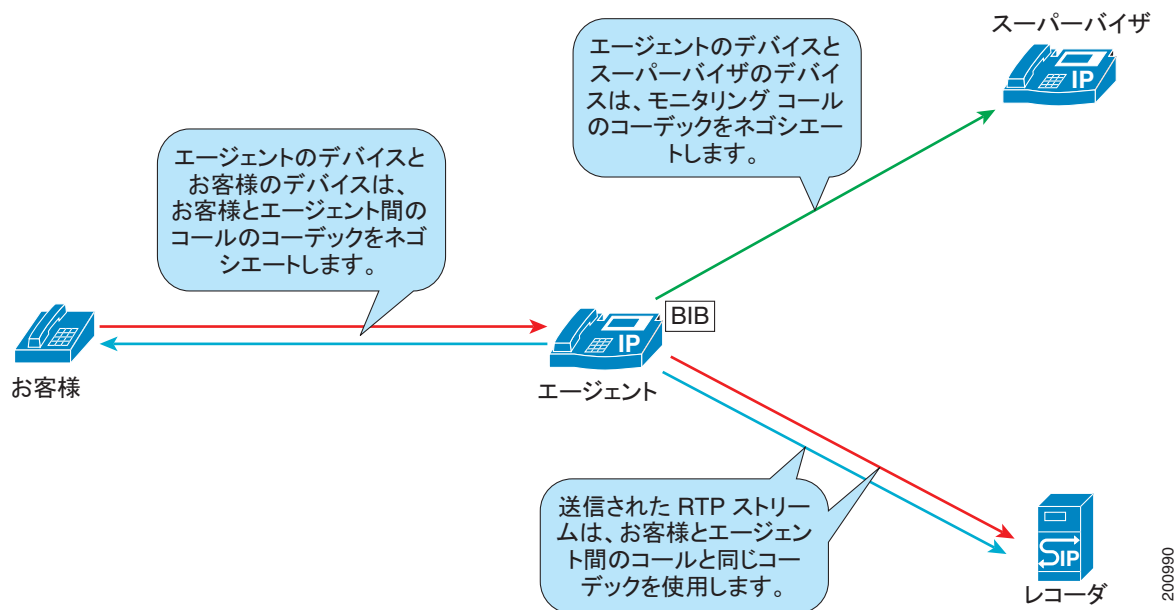 スーパーバイザ
IP
エージェントのデバイスと
スーパーバイザのデバイ
スは、モニタリング コール
のコーデックをネゴシエー
トします。
エージェントのデバイスと
お客様のデバイスは、
お客様とエージェント間の
コールのコーデックをネゴ
シエートします。
BIB
IP
お客様
エージェント
送信された RTP ストリー
ムは、お客様とエージェン
ト間のコールと同じコー
デックを使用します。
SIP
レコーダ
200990